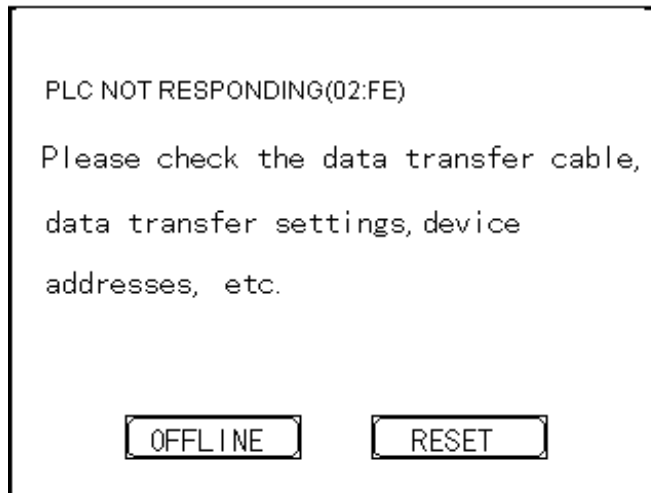 PLC NOT RESPONDING(02:FE)
Please check the data transfer cable,
data transfer settings, device
addresses, etc.
OFFLINE RESET